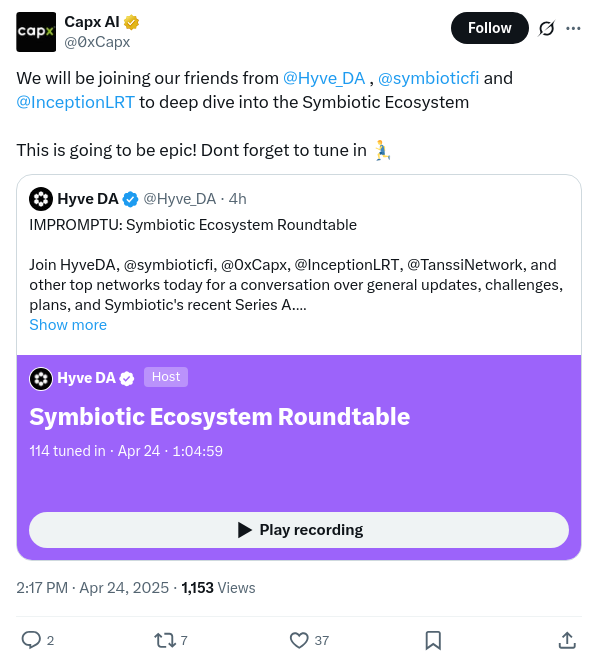 capx
Capx AI
@0xCapx
Follow
We will be joining our friends from @Hyve_DA , @symbioticfi and
@InceptionLRT to deep dive into the Symbiotic Ecosystem
This is going to be epic! Dont forget to tune in 🏃‍♂️
Hyve DA @Hyve_DA · 4h
IMPROMPTU: Symbiotic Ecosystem Roundtable
Join HyveDA, @symbioticfi, @0xCapx, @InceptionLRT, @TanssiNetwork, and
other top networks today for a conversation over general updates, challenges,
plans, and Symbiotic's recent Series A....
Show more
Hyve DA Host
Symbiotic Ecosystem Roundtable
114 tuned in · Apr 24 · 1:04:59
Play recording
2:17 PM · Apr 24, 2025 · 1,153 Views
2 7 37